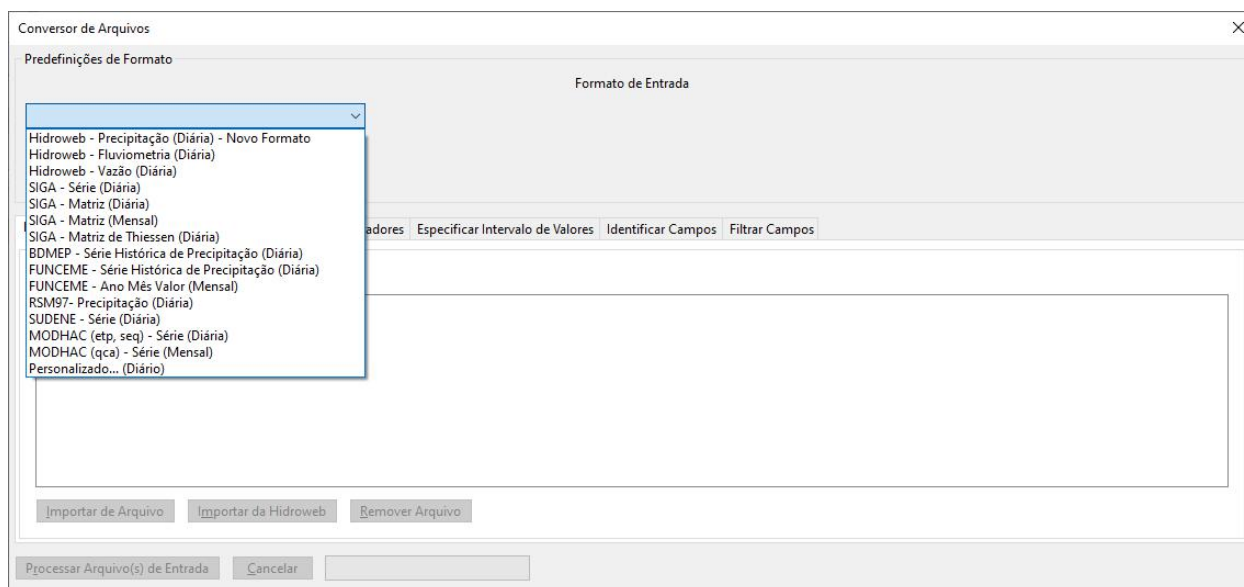 Conversor de Arquivos
Predefinições de Formato
Formato de Entrada
Hidroweb - Precipitação (Diária) - Novo Formato
Hidroweb - Fluviometria (Diária)
Hidroweb - Vazão (Diária)
SIGA - Série (Diária)
SIGA - Matriz (Diária)
SIGA - Matriz (Mensal)
SIGA - Matriz de Thiessen (Diária)
BDMEP - Série Histórica de Precipitação (Diária)
FUNCEME - Série Histórica de Precipitação (Diária)
FUNCEME - Ano Mês Valor (Mensal)
RSM97- Precipitação (Diária)
SUDENE - Série (Diária)
MODHAC (etp, seq) - Série (Diária)
MODHAC (qca) - Série (Mensal)
Personalizado... (Diário)
adores Especificar Intervalo de Valores Identificar Campos Filtrar Campos
Importar de Arquivo Importar da Hidroweb Remover Arquivo
Processar Arquivo(s) de Entrada Cancelar